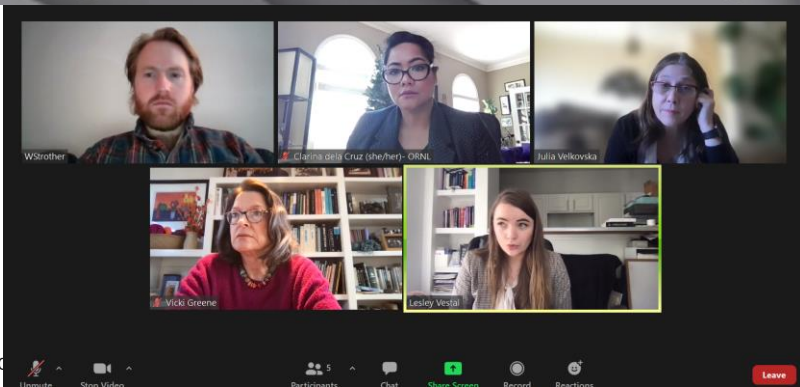 WStrother
Clarina dela Cruz (she/her)- ORNL
Julia Velkovska
Vicki Greene
Lesley Vestal
5
Unmute
Stop Video
Participants
Chat
Share Screen
Record
Reactions
Leave